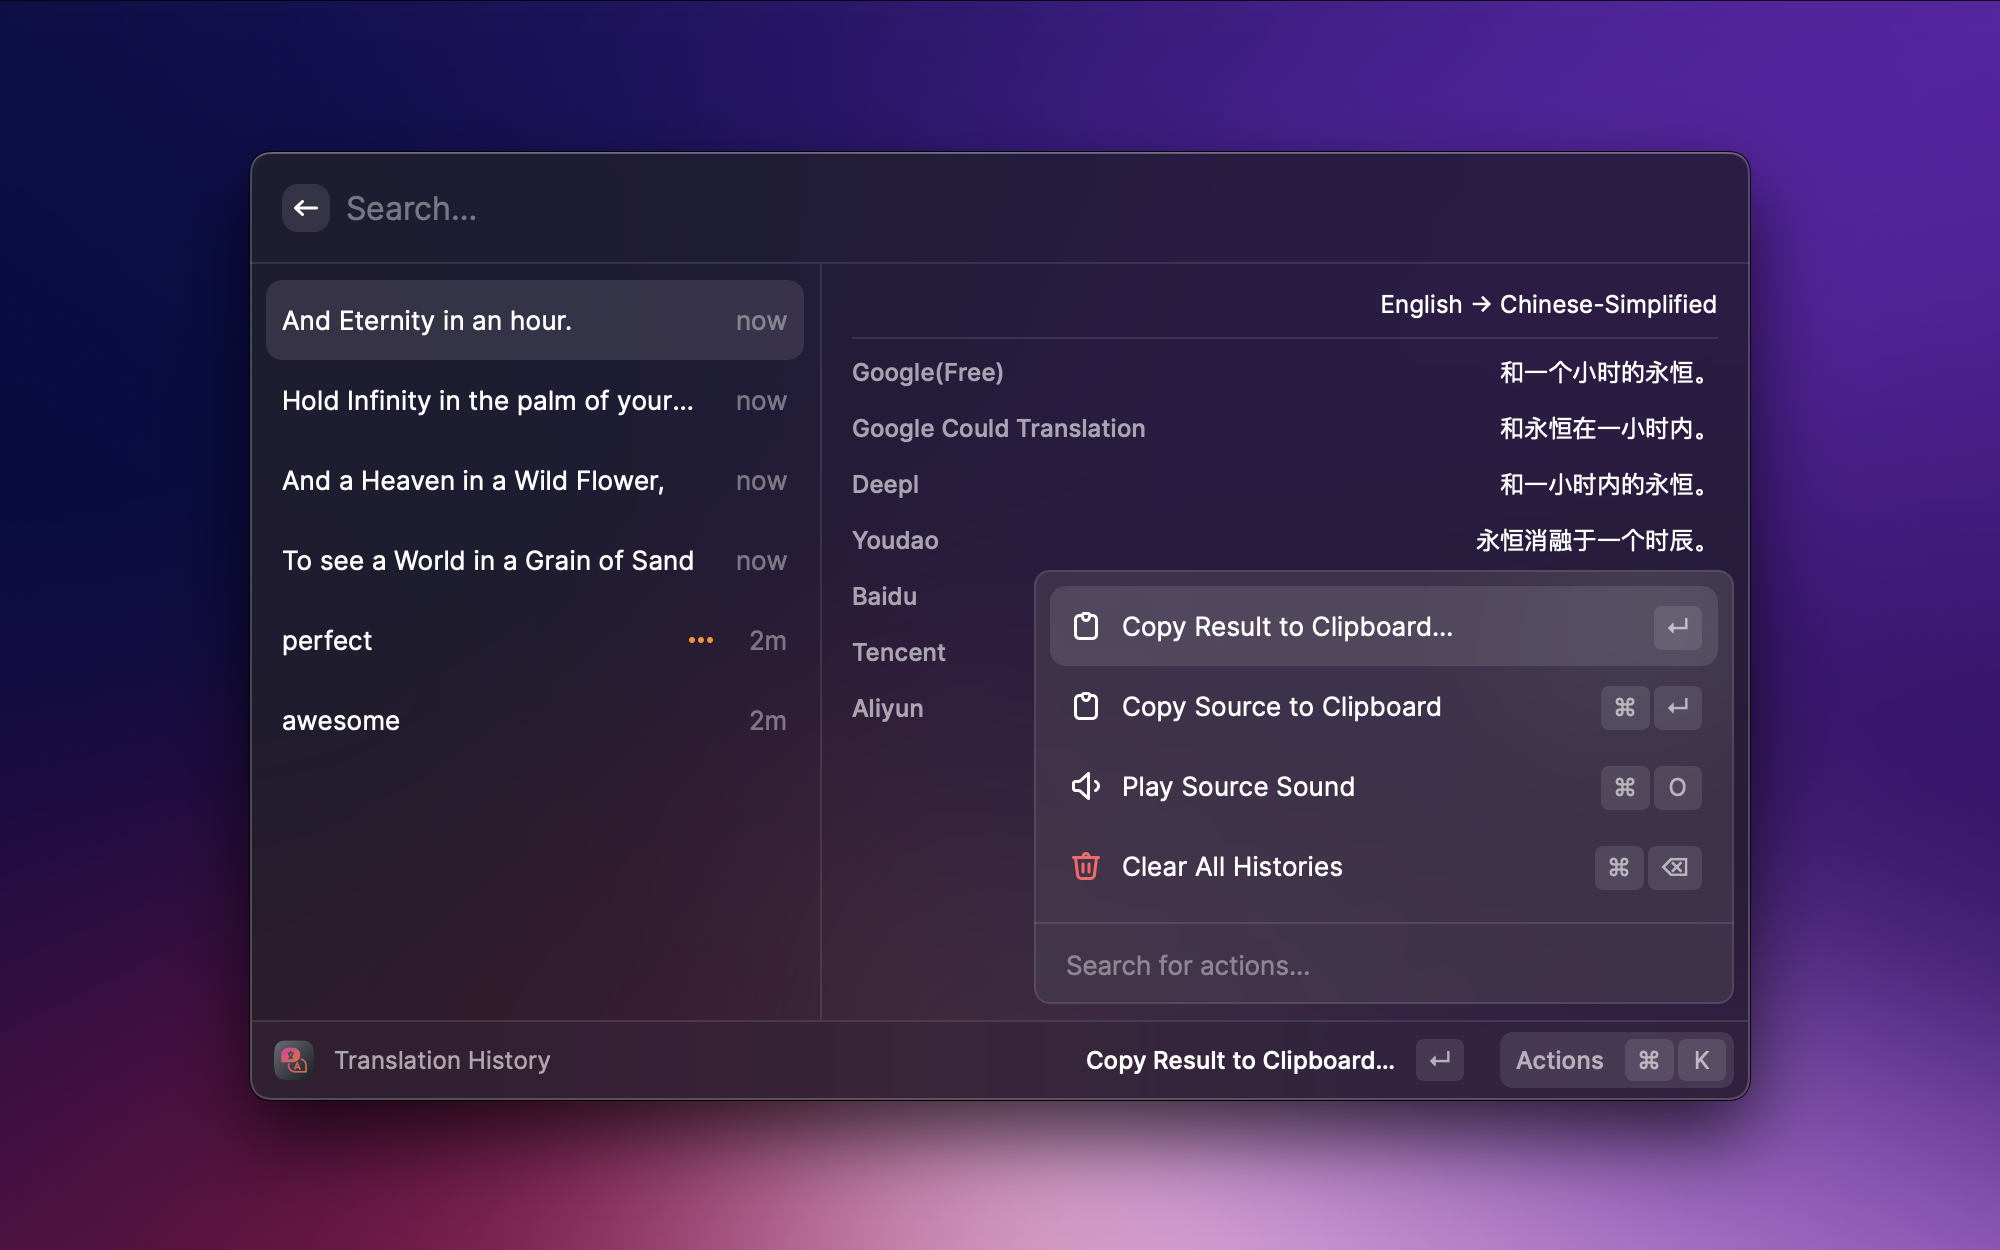 Search...
And Eternity in an hour. now
Hold Infinity in the palm of your... now
And a Heaven in a Wild Flower, now
To see a World in a Grain of Sand now
perfect 2m
awesome 2m
English → Chinese-Simplified
Google(Free) 和一个小时的永恒。
Google Could Translation 和永恒在一小时内。
Deepl 和一小时内的永恒。
Youdao 永恒消融于一个时辰。
Baidu
Tencent
Aliyun
Copy Result to Clipboard... ↵
Copy Source to Clipboard ⌘ ↵
Play Source Sound ⌘ O
Clear All Histories ⌘ ⌫
Search for actions...
Translation History
Copy Result to Clipboard... ↵
Actions ⌘ K